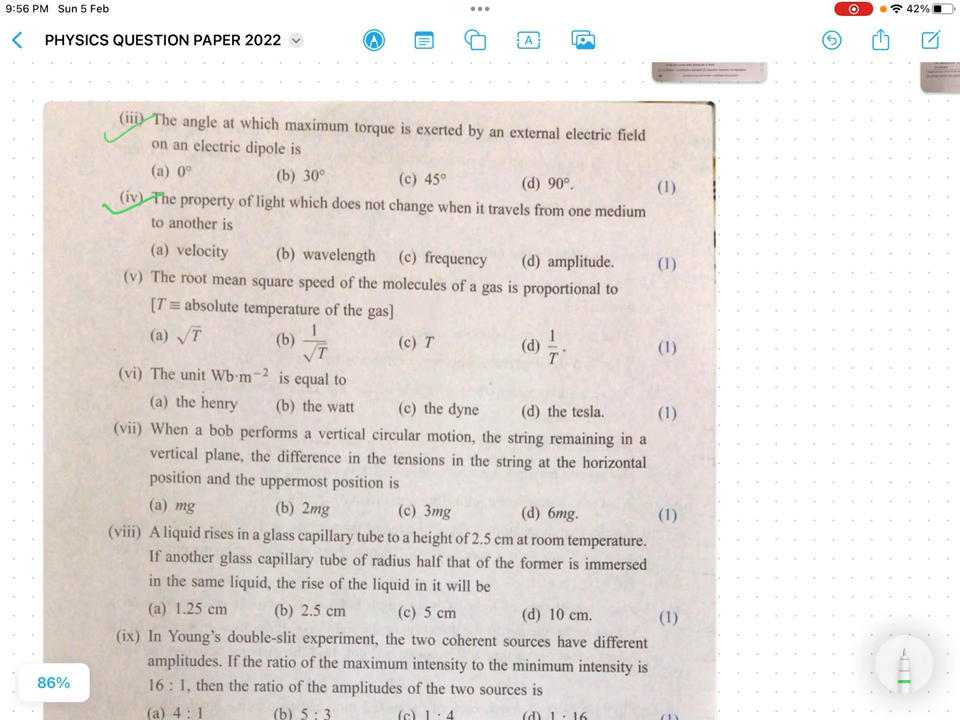 9:56 PM Sun 5 Feb
42%
PHYSICS QUESTION PAPER 2022
A
(iii) The angle at which maximum torque is exerted by an external electric field
on an electric dipole is
(a) 0° (b) 30° (c) 45° (d) 90°. (1)
(iv) The property of light which does not change when it travels from one medium
to another is
(a) velocity (b) wavelength (c) frequency (d) amplitude. (1)
(v) The root mean square speed of the molecules of a gas is proportional to
[T ≡ absolute temperature of the gas]
(a) √T (b) 1/√T (c) T (d) 1/T. (1)
(vi) The unit Wb·m⁻² is equal to
(a) the henry (b) the watt (c) the dyne (d) the tesla. (1)
(vii) When a bob performs a vertical circular motion, the string remaining in a
vertical plane, the difference in the tensions in the string at the horizontal
position and the uppermost position is
(a) mg (b) 2mg (c) 3mg (d) 6mg. (1)
(viii) A liquid rises in a glass capillary tube to a height of 2.5 cm at room temperature.
If another glass capillary tube of radius half that of the former is immersed
in the same liquid, the rise of the liquid in it will be
(a) 1.25 cm (b) 2.5 cm (c) 5 cm (d) 10 cm. (1)
(ix) In Young's double-slit experiment, the two coherent sources have different
amplitudes. If the ratio of the maximum intensity to the minimum intensity is
16 : 1, then the ratio of the amplitudes of the two sources is
(a) 4 : 1 (b) 5 : 3 (c) 1 : 4 (d) 1 : 16 (1)
86%